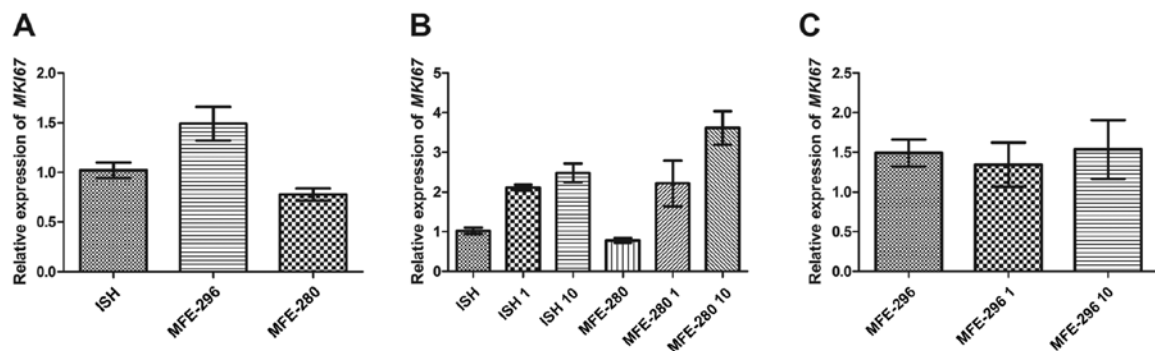 A
Relative expression of MKI67
2.0
1.5
1.0
0.5
0.0
ISH
MFE-296
MFE-280
B
Relative expression of MKI67
5
4
3
2
1
0
ISH
ISH 1
ISH 10
MFE-280
MFE-280 1
MFE-280 10
C
Relative expression of MKI67
2.5
2.0
1.5
1.0
0.5
0.0
MFE-296
MFE-296 1
MFE-296 10